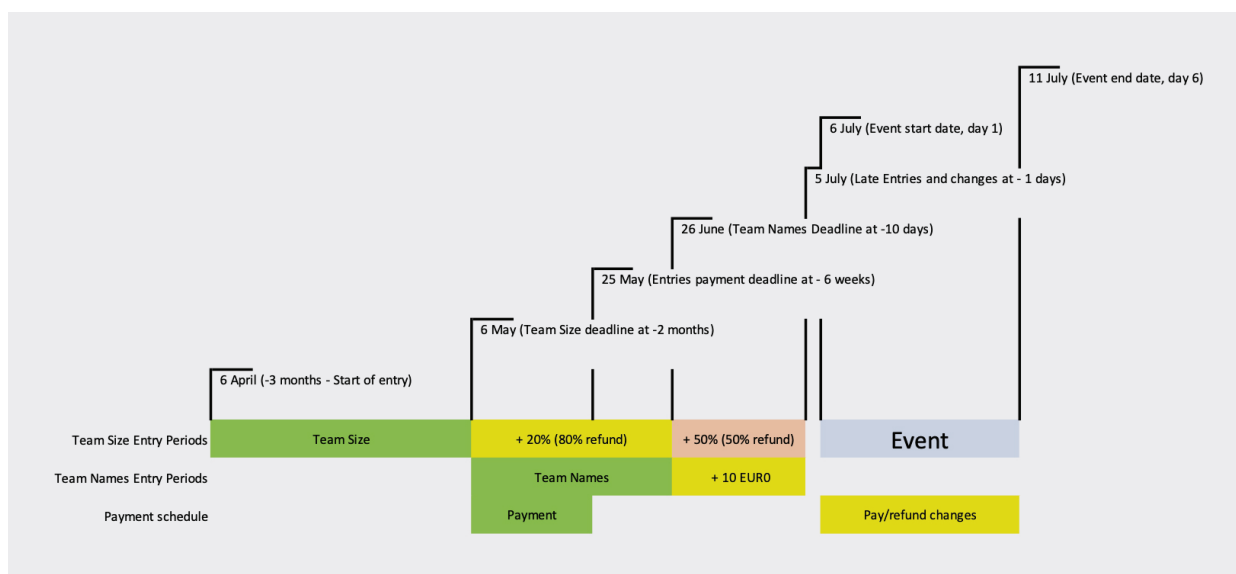 11 July (Event end date, day 6)
6 July (Event start date, day 1)
5 July (Late Entries and changes at - 1 days)
26 June (Team Names Deadline at -10 days)
25 May (Entries payment deadline at - 6 weeks)
6 May (Team Size deadline at -2 months)
6 April (-3 months - Start of entry)
Team Size Entry Periods Team Size + 20% (80% refund) + 50% (50% refund) Event
Team Names Entry Periods Team Names + 10 EUR0
Payment schedule Payment Pay/refund changes